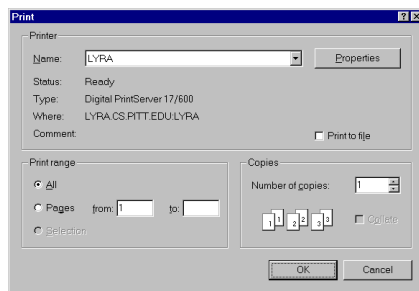 Print
Printer
Name: LYRA Properties
Status: Ready
Type: Digital PrintServer 17/600
Where: LYRA.CS.PITT.EDU:LYRA
Comment: Print to file
Print range
All
Pages from: 1 to:
Selection
Copies
Number of copies: 1
1 1 2 2 3 3
Collate
OK Cancel